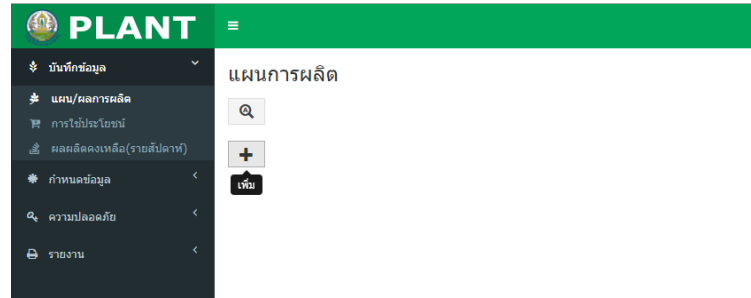 PLANT
บันทึกข้อมูล
แผน/ผลการผลิต
การใช้ประโยชน์
ผลผลิตคงเหลือ(รายสัปดาห์)
กำหนดข้อมูล
ความปลอดภัย
รายงาน
แผนการผลิต
เพิ่ม